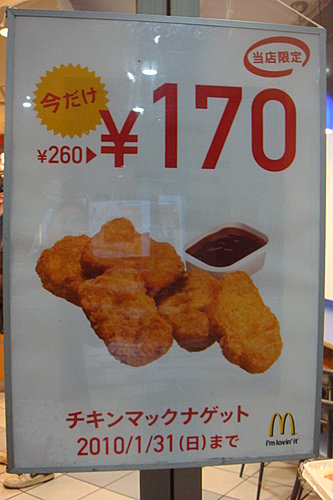 当店限定
今だけ
¥260▶¥170
チキンマックナゲット
2010/1/31(日)まで
i'm lovin' it